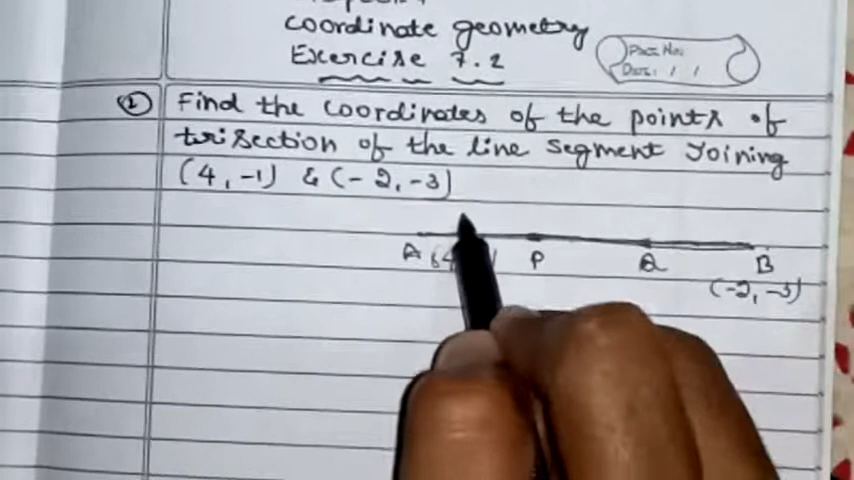 coordinate geometry
Exercise 7.2
Page No:
Date: / /
2 Find the coordinates of the points of
trisection of the line segment Joining
(4, -1) & (-2, -3)
A P Q B
(-2, -3)